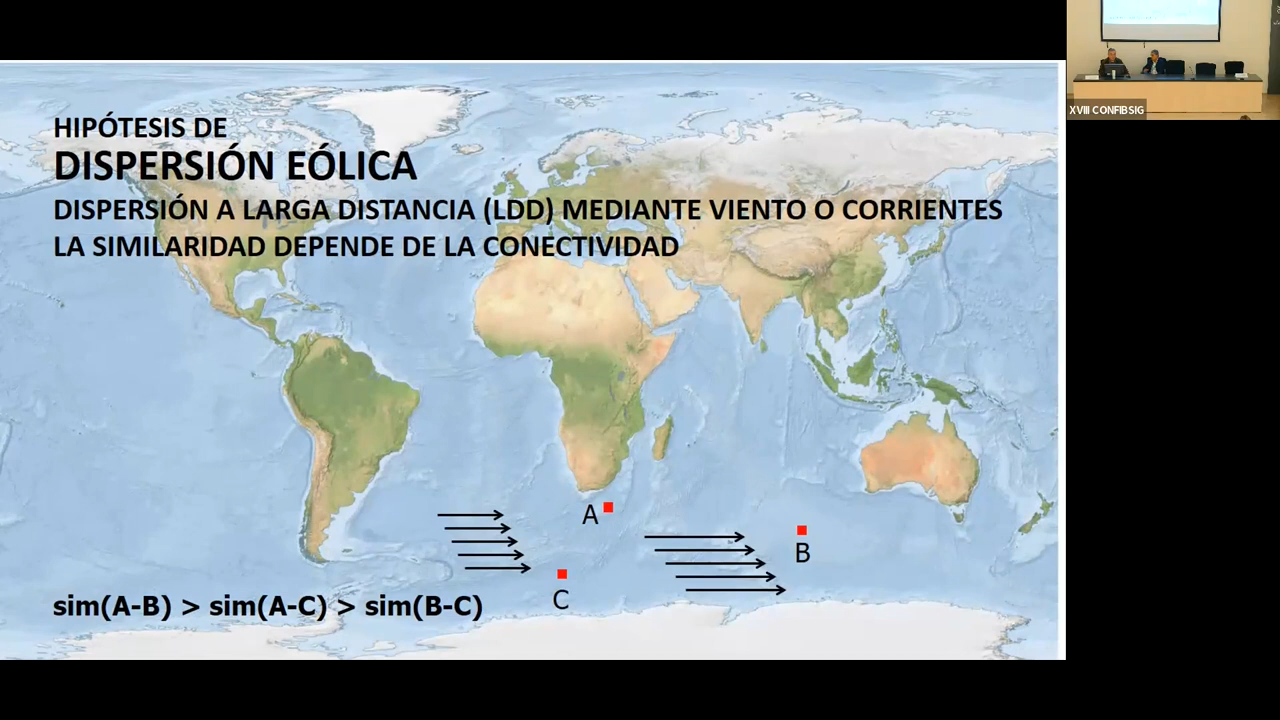 HIPÓTESIS DE
DISPERSIÓN EÓLICA
DISPERSIÓN A LARGA DISTANCIA (LDD) MEDIANTE VIENTO O CORRIENTES
LA SIMILARIDAD DEPENDE DE LA CONECTIVIDAD
A
B
C
sim(A-B) > sim(A-C) > sim(B-C)
XVIII CONFIBSIG